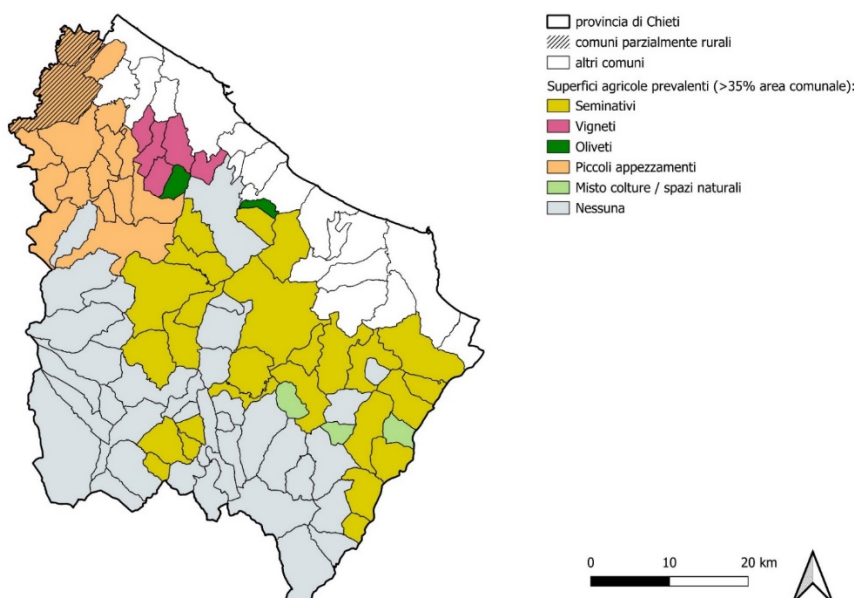 provincia di Chieti
comuni parzialmente rurali
altri comuni
Superfici agricole prevalenti (>35% area comunale):
Seminativi
Vigneti
Oliveti
Piccoli appezzamenti
Misto colture / spazi naturali
Nessuna
0 10 20 km